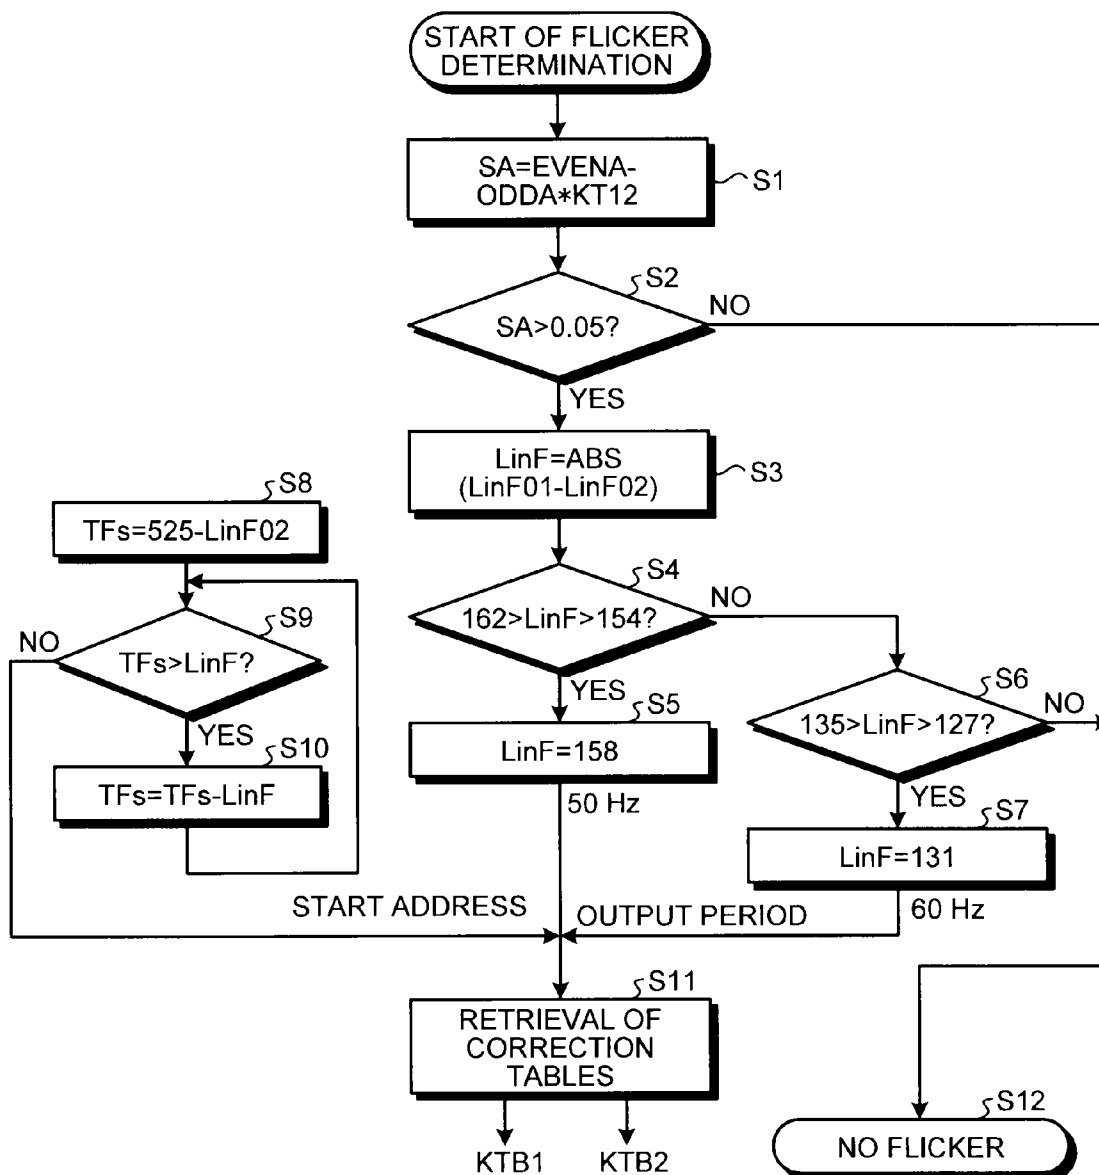 START OF FLICKER
DETERMINATION
SA=EVENA-
ODDA*KT12
S1
S2
SA>0.05?
NO
YES
LinF=ABS
(LinF01-LinF02)
S3
S8
TFs=525-LinF02
S4
162>LinF>154?
NO
YES
S9
NO
TFs>LinF?
YES
S6
135>LinF>127?
NO
YES
S5
LinF=158
50 Hz
S10
TFs=TFs-LinF
S7
LinF=131
60 Hz
START ADDRESS
OUTPUT PERIOD
S11
RETRIEVAL OF
CORRECTION
TABLES
KTB1
KTB2
S12
NO FLICKER